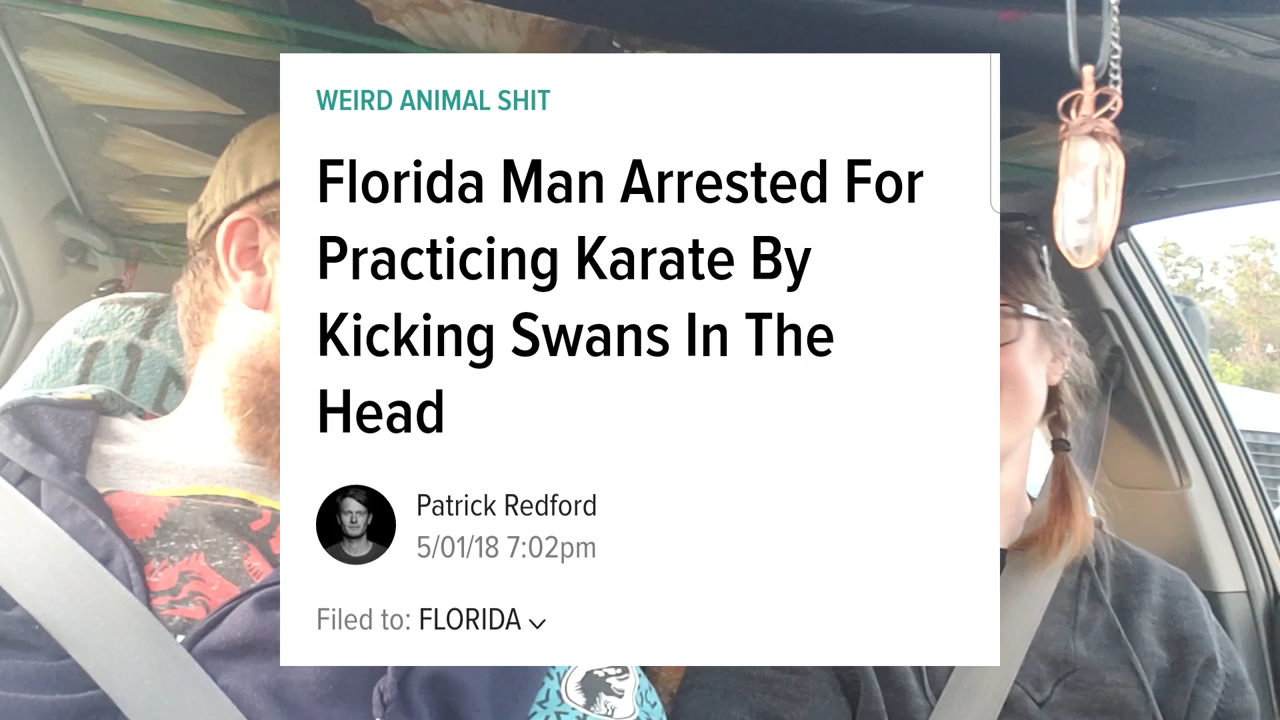 WEIRD ANIMAL SHIT
Florida Man Arrested For
Practicing Karate By
Kicking Swans In The
Head
Patrick Redford
5/01/18 7:02pm
Filed to: FLORIDA